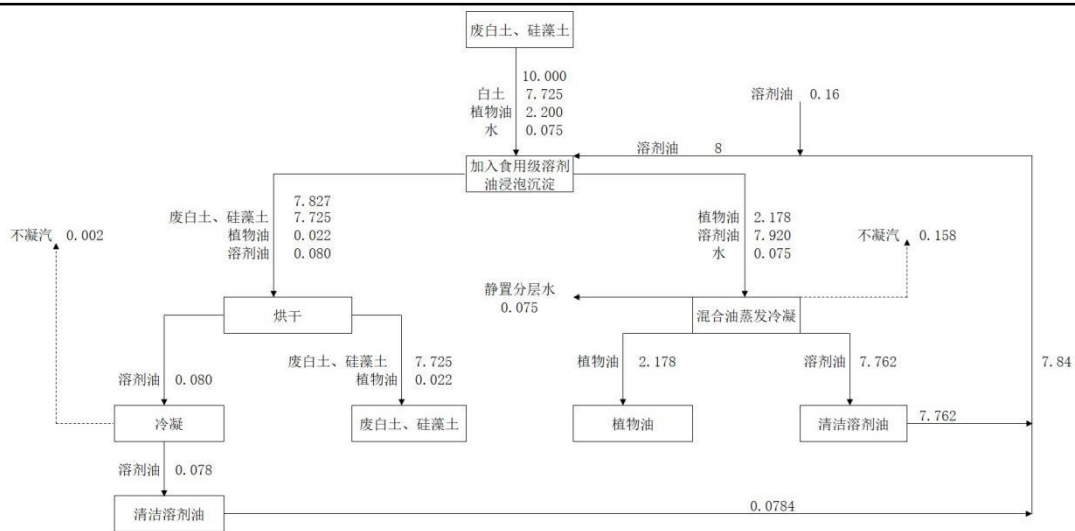 废白土、硅藻土
10.000
白土 7.725
植物油 2.200
水 0.075
溶剂油 0.16
溶剂油 8
加入食用级溶剂
油浸泡沉淀
7.827
废白土、硅藻土 7.725
植物油 0.022
溶剂油 0.080
植物油 2.178
溶剂油 7.920
水 0.075
不凝汽 0.002
不凝汽 0.158
静置分层水
0.075
烘干
混合油蒸发冷凝
溶剂油 0.080
废白土、硅藻土 7.725
植物油 0.022
植物油 2.178
溶剂油 7.762
7.84
冷凝
废白土、硅藻土
植物油
清洁溶剂油
7.762
溶剂油 0.078
清洁溶剂油
0.0784